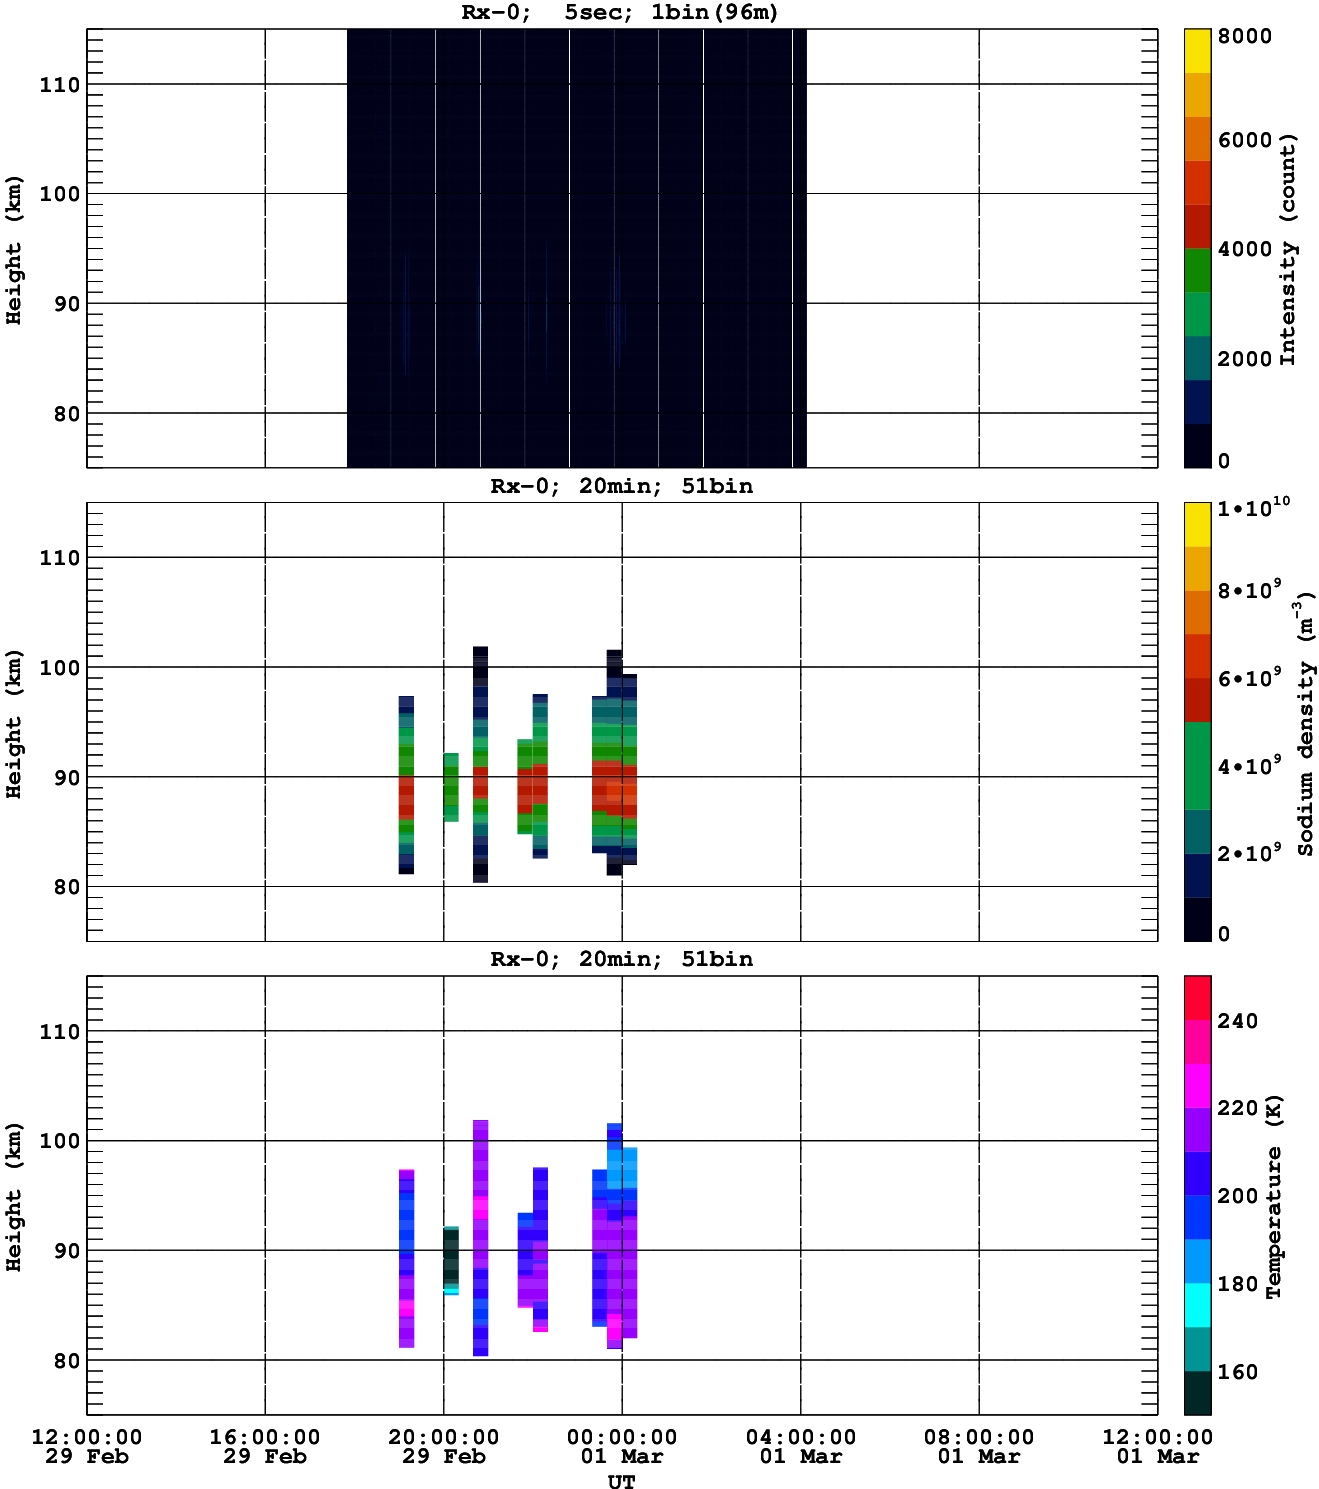 Rx-0;  5sec; 1bin(96m)
110
100
90
80
Height (km)
8000
6000
4000
2000
0
Intensity (count)
Rx-0; 20min; 51bin
110
100
90
80
Height (km)
1•10¹⁰
8•10⁹
6•10⁹
4•10⁹
2•10⁹
0
Sodium density (m⁻³)
Rx-0; 20min; 51bin
110
100
90
80
Height (km)
240
220
200
180
160
Temperature (K)
12:00:00 16:00:00 20:00:00 00:00:00 04:00:00 08:00:00 12:00:00
29 Feb 29 Feb 29 Feb 01 Mar 01 Mar 01 Mar 01 Mar
UT